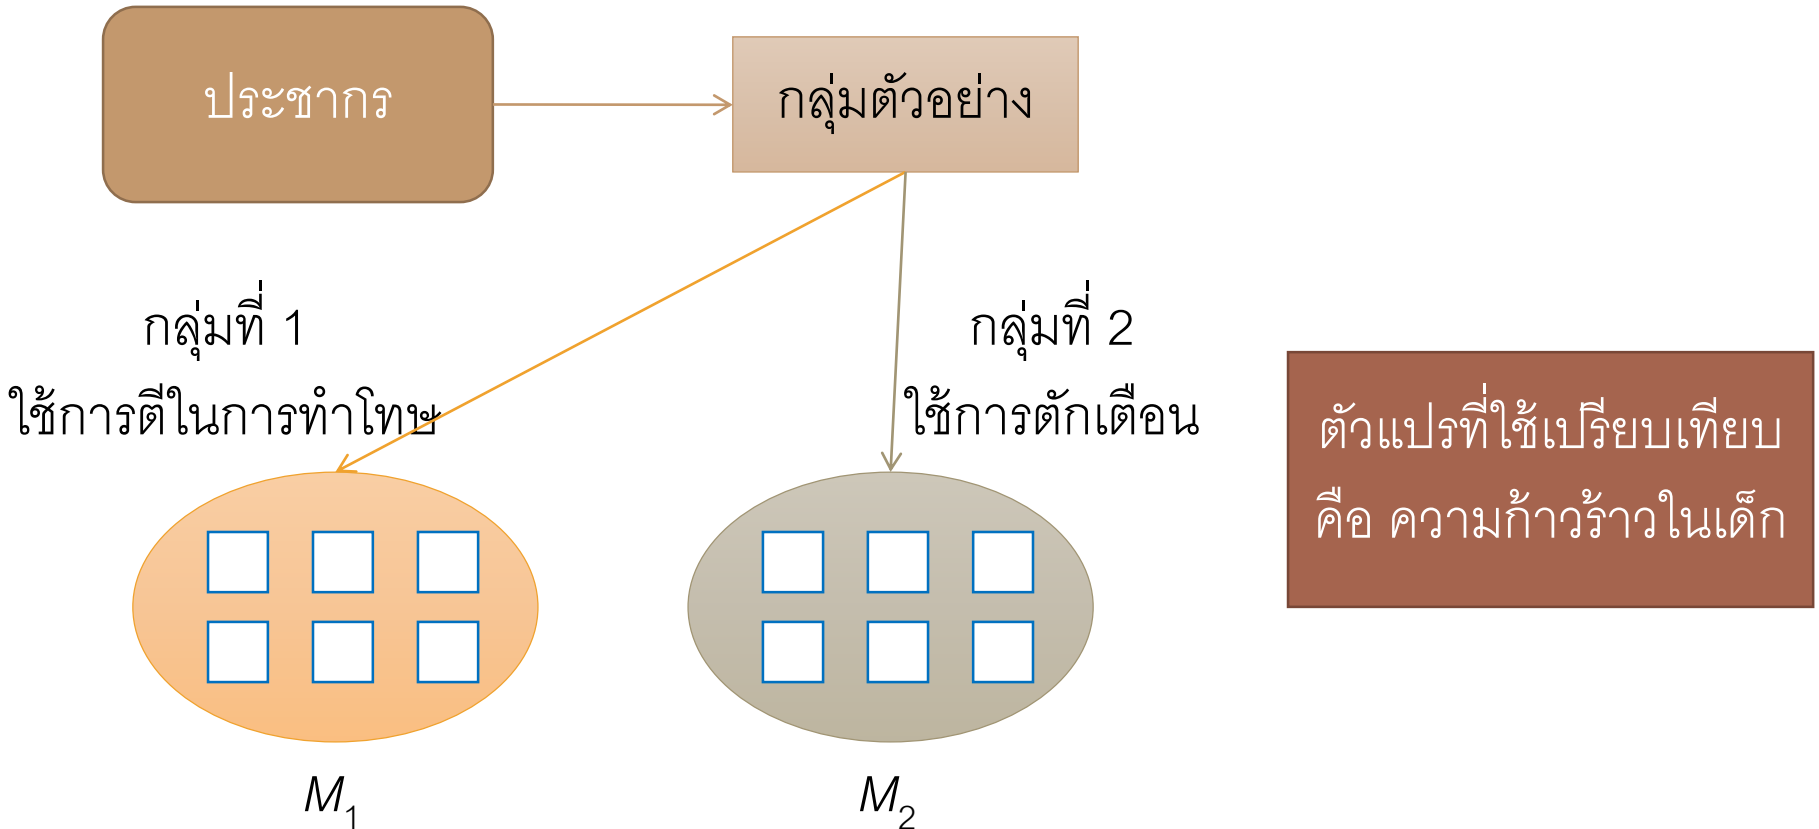 ประชากร
กลุ่มตัวอย่าง
กลุ่มที่ 1
ใช้การตีในการทำโทษ
กลุ่มที่ 2
ใช้การตักเตือน
ตัวแปรที่ใช้เปรียบเทียบ
คือ ความก้าวร้าวในเด็ก
M1
M2